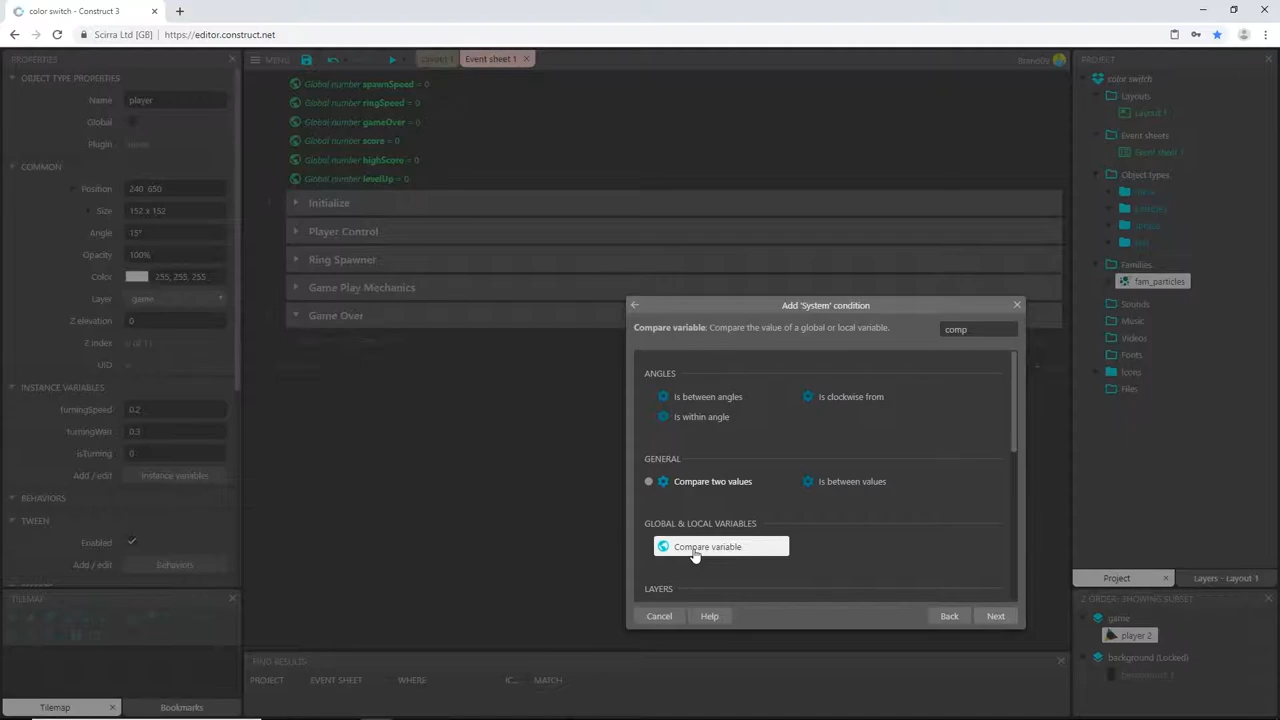 color switch - Construct 3
Scirra Ltd [GB] https://editor.construct.net
PROPERTIES
OBJECT TYPE PROPERTIES
Name player
Global
Plugin
COMMON
Position 240 650
Size 152 x 152
Angle 15°
Opacity 100%
Color 255, 255, 255
Layer game
Z elevation 0
Z index
UID
INSTANCE VARIABLES
turningSpeed 0.2
turningWait 0.3
isTurning 0
Add / edit Instance variables
BEHAVIORS
TWEEN
Enabled
Add / edit Behaviors
TILEMAP
Tilemap
Bookmarks
MENU
Layout 1
Event sheet 1
Global number spawnSpeed = 0
Global number ringSpeed = 0
Global number gameOver = 0
Global number score = 0
Global number highScore = 0
Global number levelUp = 0
Initialize
Player Control
Ring Spawner
Game Play Mechanics
Game Over
Add 'System' condition
Compare variable: Compare the value of a global or local variable.
comp
ANGLES
Is between angles Is clockwise from
Is within angle
GENERAL
Compare two values Is between values
GLOBAL & LOCAL VARIABLES
Compare variable
LAYERS
Cancel Help Back Next
FIND RESULTS
PROJECT EVENT SHEET WHERE IC... MATCH
PROJECT
color switch
Layouts
Layout 1
Event sheets
Event sheet 1
Object types
Families
fam_particles
Sounds
Music
Videos
Fonts
Icons
Files
Project
Layers - Layout 1
Z ORDER - SHOWING SUBSET
game
player 2
background (Locked)